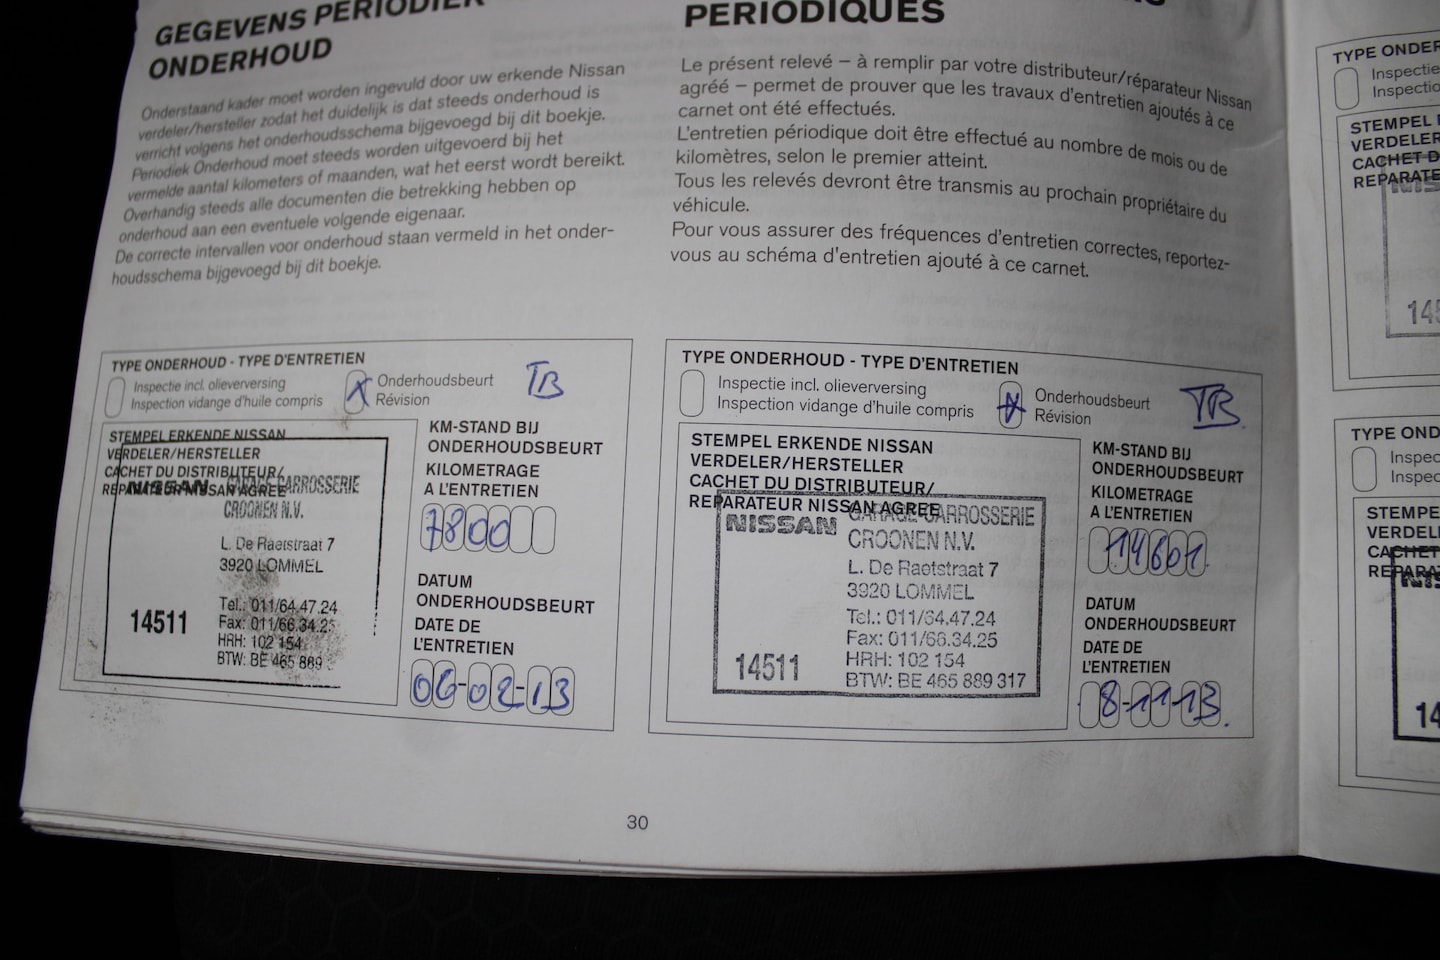 GEGEVENS PERIODIEK
ONDERHOUD
Onderstaand kader moet worden ingevuld door uw erkende Nissan
verdeler/hersteller zodat het duidelijk is dat steeds onderhoud is
verricht volgens het onderhoudsschema bijgevoegd bij dit boekje.
Periodiek Onderhoud moet steeds worden uitgevoerd bij het
vermelde aantal kilometers of maanden, wat het eerst wordt bereikt.
Overhandig steeds alle documenten die betrekking hebben op
onderhoud aan een eventuele volgende eigenaar.
De correcte intervallen voor onderhoud staan vermeld in het onder-
houdsschema bijgevoegd bij dit boekje.
PERIODIQUES
Le présent relevé – à remplir par votre distributeur/réparateur Nissan
agréé – permet de prouver que les travaux d'entretien ajoutés à ce
carnet ont été effectués.
L'entretien périodique doit être effectué au nombre de mois ou de
kilomètres, selon le premier atteint.
Tous les relevés devront être transmis au prochain propriétaire du
véhicule.
Pour vous assurer des fréquences d'entretien correctes, reportez-
vous au schéma d'entretien ajouté à ce carnet.
TYPE ONDERHOUD - TYPE D'ENTRETIEN
Inspectie incl. olieverversing
Inspection vidange d'huile compris
X
Onderhoudsbeurt
Révision
TB
STEMPEL ERKENDE NISSAN
VERDELER/HERSTELLER
CACHET DU DISTRIBUTEUR/
REPARATEUR NISSAN AGREE
NISSAN GARAGE-CARROSSERIE
CROONEN N.V.
L. De Raetstraat 7
3920 LOMMEL
Tel.: 011/64.47.24
Fax: 011/66.34.25
HRH: 102 154
BTW: BE 465 889
14511
KM-STAND BIJ
ONDERHOUDSBEURT
KILOMETRAGE
A L'ENTRETIEN
7800
DATUM
ONDERHOUDSBEURT
DATE DE
L'ENTRETIEN
06-02-13
TYPE ONDERHOUD - TYPE D'ENTRETIEN
Inspectie incl. olieverversing
Inspection vidange d'huile compris
Onderhoudsbeurt
Révision
TB.
STEMPEL ERKENDE NISSAN
VERDELER/HERSTELLER
CACHET DU DISTRIBUTEUR/
REPARATEUR NISSAN AGREE
NISSAN GARAGE-CARROSSERIE
CROONEN N.V.
L. De Raetstraat 7
3920 LOMMEL
Tel.: 011/64.47.24
Fax: 011/66.34.25
HRH: 102 154
BTW: BE 465 889 317
14511
KM-STAND BIJ
ONDERHOUDSBEURT
KILOMETRAGE
A L'ENTRETIEN
14601
DATUM
ONDERHOUDSBEURT
DATE DE
L'ENTRETIEN
8-11-13.
30
TYPE
Inspectie
STEMPEL
CACHET
TYPE
STEMPEL
CACHET